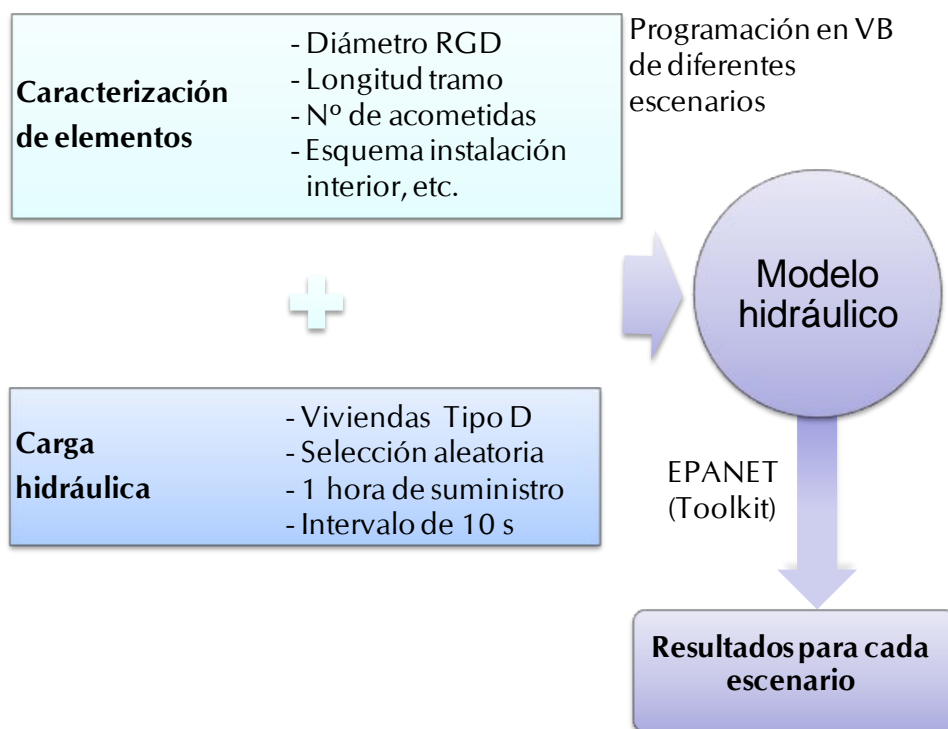 Caracterización
de elementos
- Diámetro RGD
- Longitud tramo
- Nº de acometidas
- Esquema instalación
interior, etc.
Programación en VB
de diferentes
escenarios
Modelo
hidráulico
Carga
hidráulica
- Viviendas Tipo D
- Selección aleatoria
- 1 hora de suministro
- Intervalo de 10 s
EPANET
(Toolkit)
Resultados para cada
escenario